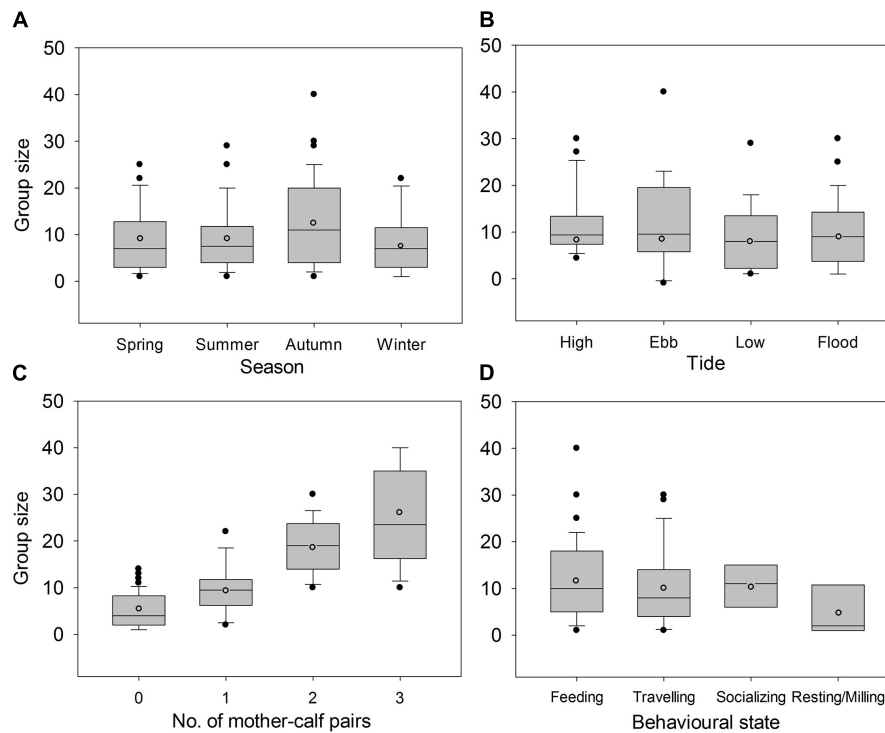 A
B
50
40
30
20
10
0
Group size
Spring Summer Autumn Winter
Season
50
40
30
20
10
0
High Ebb Low Flood
Tide
C
D
50
40
30
20
10
0
Group size
0 1 2 3
No. of mother-calf pairs
50
40
30
20
10
0
Feeding Travelling Socializing Resting/Milling
Behavioural state